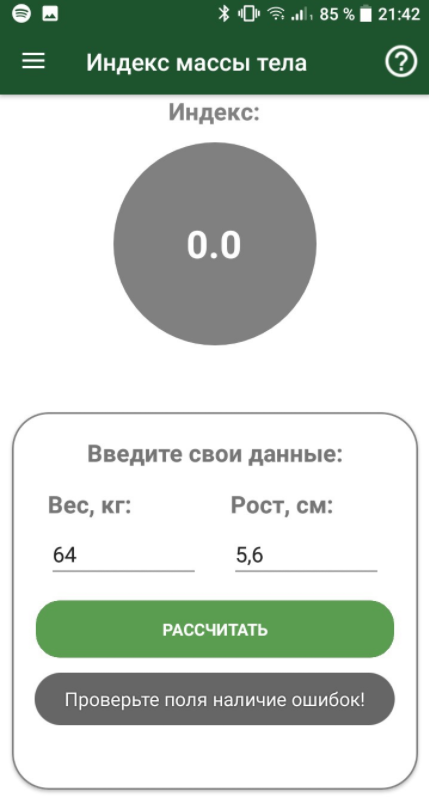 85 % 21:42
Индекс массы тела
Индекс:
0.0
Введите свои данные:
Вес, кг: Рост, см:
64 5,6
РАССЧИТАТЬ
Проверьте поля наличие ошибок!